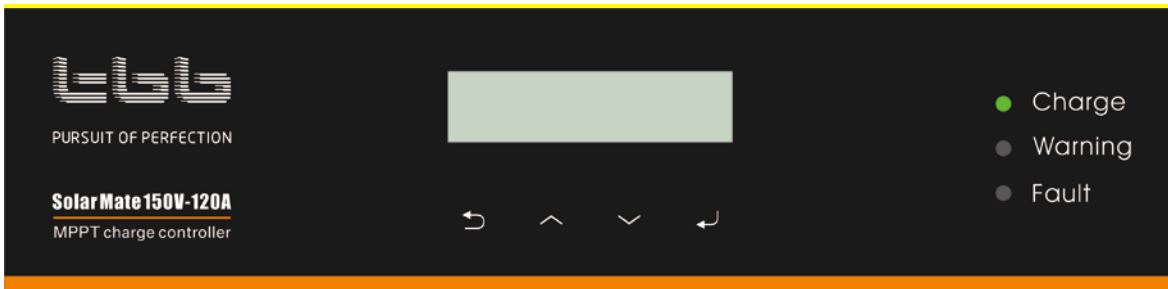 tbb
PURSUIT OF PERFECTION
SolarMate150V-120A
MPPT charge controller
Charge
Warning
Fault